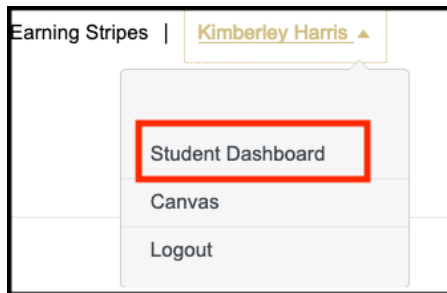 Earning Stripes | Kimberley Harris ▲
Student Dashboard
Canvas
Logout